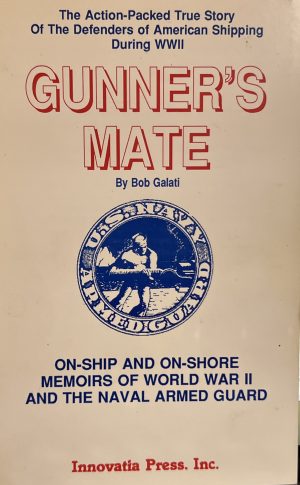 The Action-Packed True Story
Of The Defenders of American Shipping
During WWII
GUNNER'S
MATE
By Bob Galati
U.S. NAVY
ARMED GUARD
ON-SHIP AND ON-SHORE
MEMOIRS OF WORLD WAR II
AND THE NAVAL ARMED GUARD
Innovatia Press, Inc.